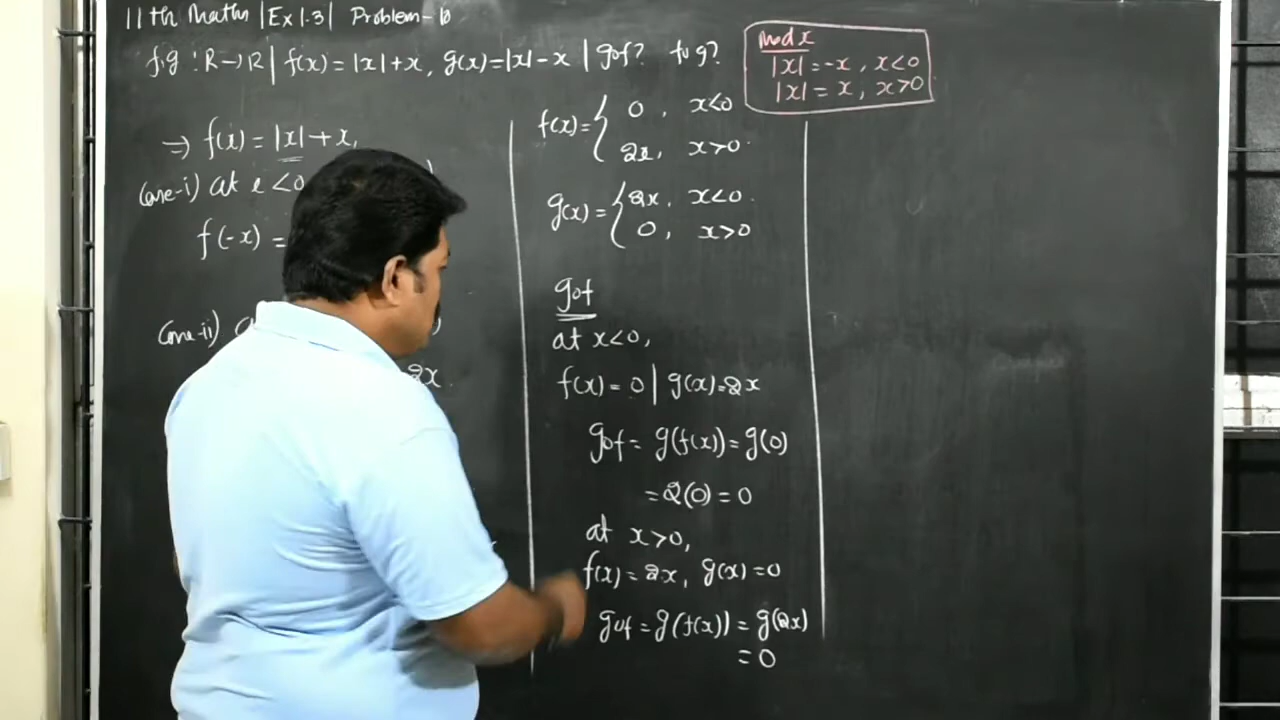 11th Maths | Ex 1.3 | Problem - 10
f,g : R→R | f(x) = |x| + x, g(x) = |x| - x | gof? fog?
mod x
|x| = -x, x<0
|x| = x, x>0
⇒ f(x) = |x| + x,
(case-i) at x <0
f(-x) =
(case-ii)
2x.
f(x) = { 0, x<0
2x, x>0.
g(x) = { 2x, x<0.
0, x>0
gof
at x<0,
f(x) = 0 | g(x) = 2x
gof = g(f(x)) = g(0)
= 2(0) = 0
at x>0,
f(x) = 2x, g(x) = 0
gof = g(f(x)) = g(2x)
= 0